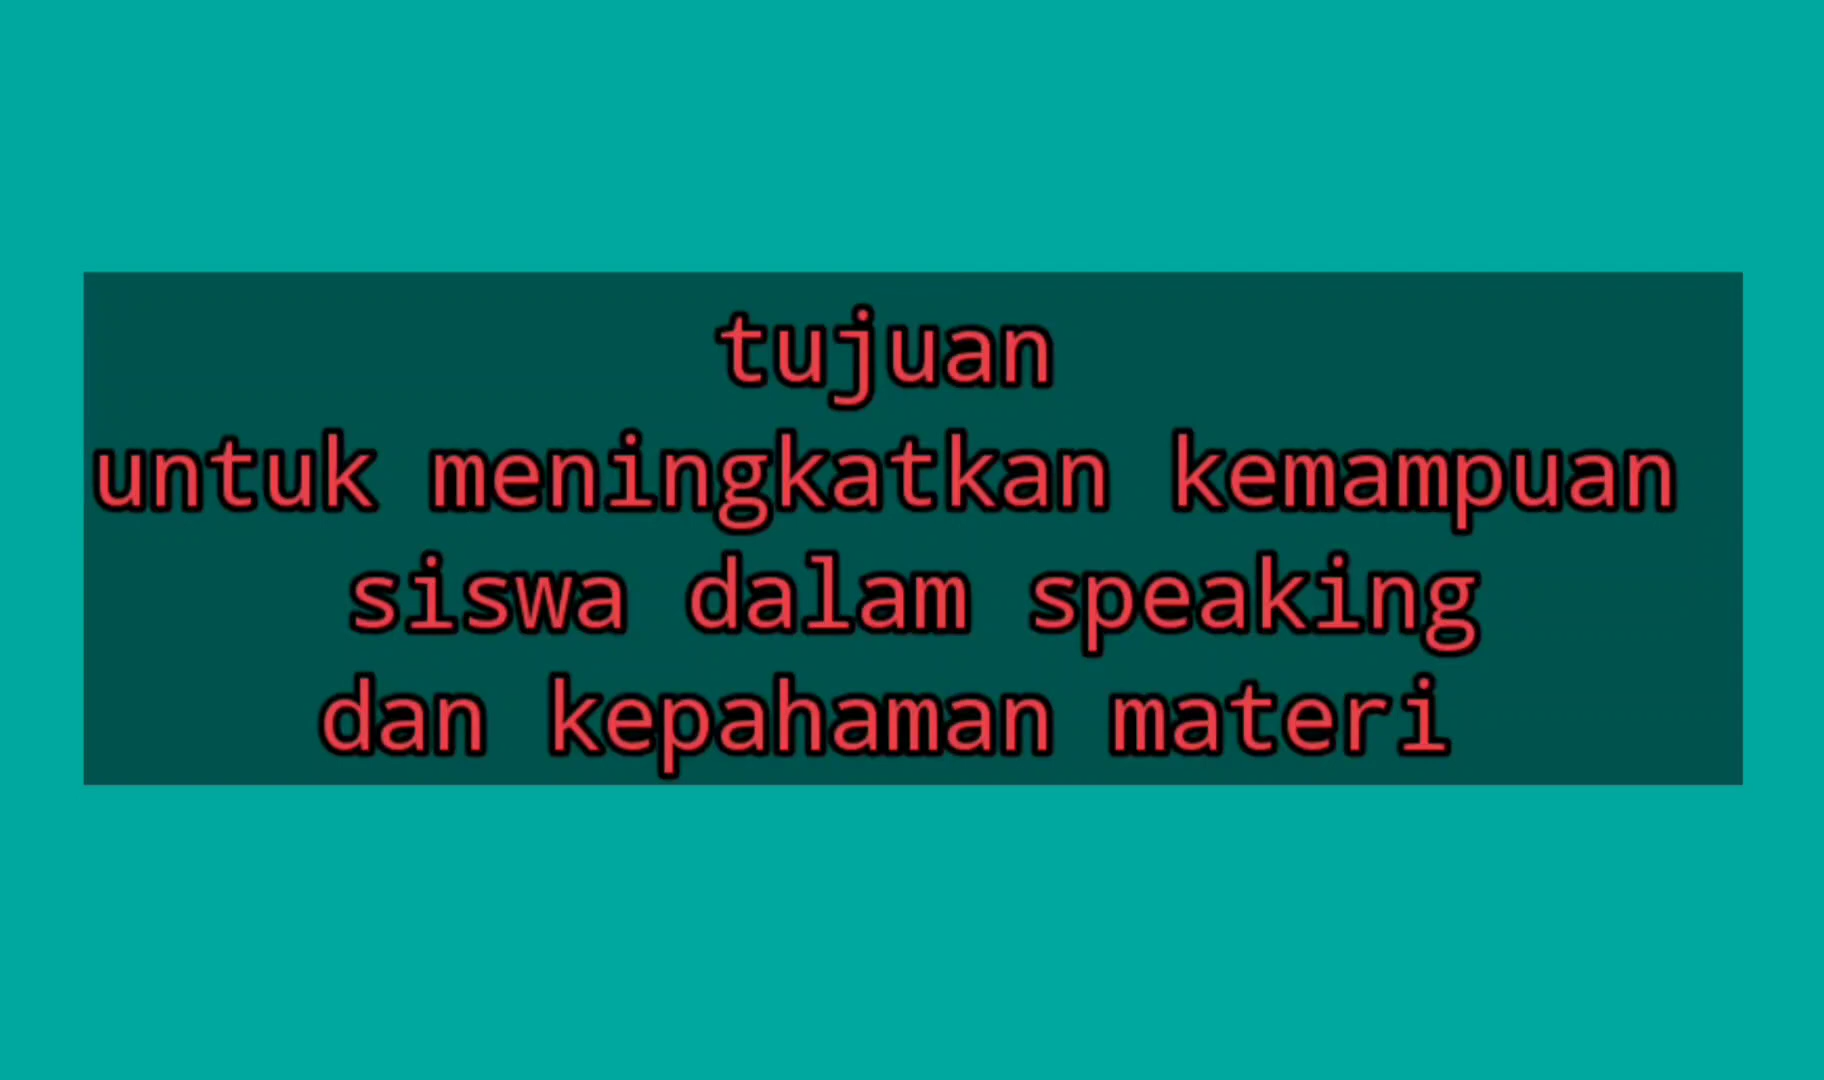 tujuan
untuk meningkatkan kemampuan
siswa dalam speaking
dan kepahaman materi